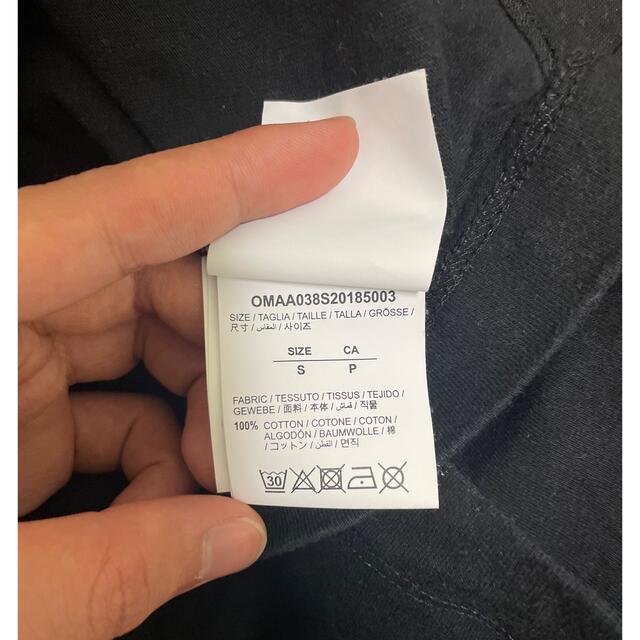 OMAA038S20185003
SIZE / TAGLIA / TAILLE / TALLA / GRÖSSE /
尺寸 / المقاس / 사이즈
SIZE CA
S P
FABRIC / TESSUTO / TISSUS / TEJIDO /
GEWEBE / 面料 / 本体 / قماش / 직물
100% COTTON / COTONE / COTON /
ALGODÓN / BAUMWOLLE / 棉
/ コットン / القطن / 면직
30